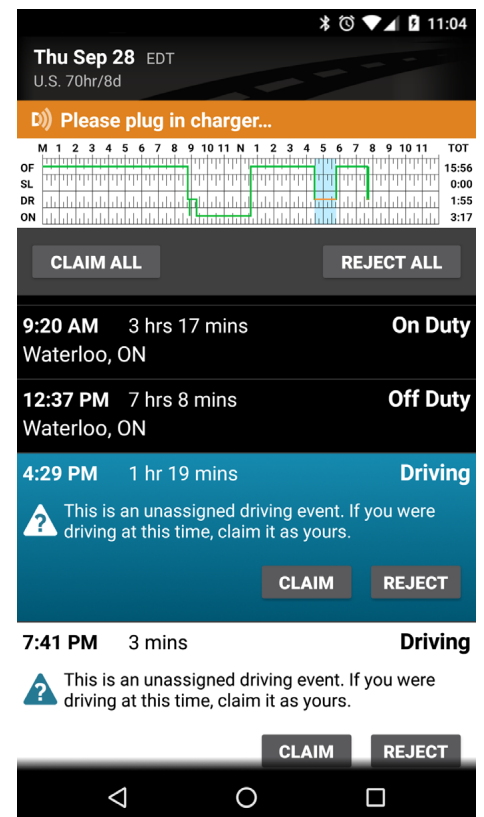 11:04
Thu Sep 28 EDT
U.S. 70hr/8d
D Please plug in charger...
M 1 2 3 4 5 6 7 8 9 10 11 N 1 2 3 4 5 6 7 8 9 10 11 TOT
OF 15:56
SL 0:00
DR 1:55
ON 3:17
CLAIM ALL REJECT ALL
9:20 AM 3 hrs 17 mins On Duty
Waterloo, ON
12:37 PM 7 hrs 8 mins Off Duty
Waterloo, ON
4:29 PM 1 hr 19 mins Driving
? This is an unassigned driving event. If you were
driving at this time, claim it as yours.
CLAIM REJECT
7:41 PM 3 mins Driving
? This is an unassigned driving event. If you were
driving at this time, claim it as yours.
CLAIM REJECT